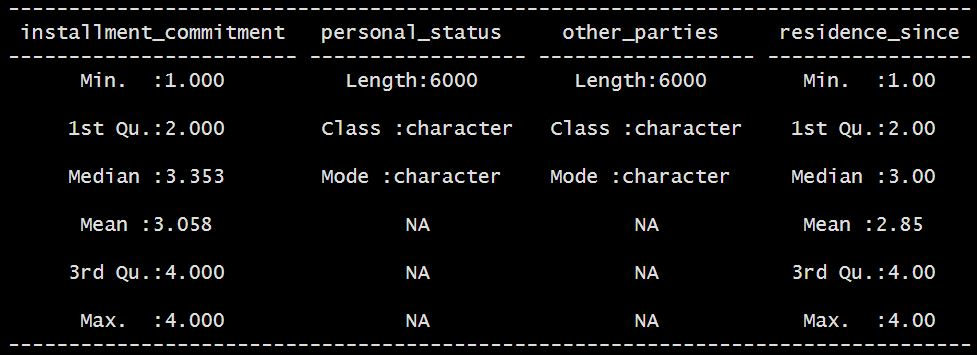 installment_commitment personal_status other_parties residence_since
Min. :1.000 Length:6000 Length:6000 Min. :1.00
1st Qu.:2.000 Class :character Class :character 1st Qu.:2.00
Median :3.353 Mode :character Mode :character Median :3.00
Mean :3.058 NA NA Mean :2.85
3rd Qu.:4.000 NA NA 3rd Qu.:4.00
Max. :4.000 NA NA Max. :4.00